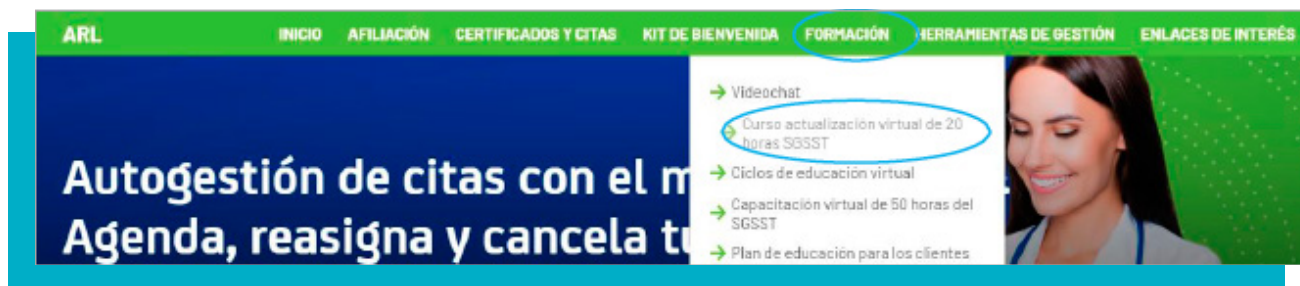 ARL INICIO AFILIACIÓN CERTIFICADOS Y CITAS KIT DE BIENVENIDA FORMACIÓN HERRAMIENTAS DE GESTIÓN ENLACES DE INTERÉS
Videochat
Curso actualización virtual de 20
horas SGSST
Ciclos de educación virtual
Capacitación virtual de 50 horas del
SGSST
Plan de educación para los clientes
Autogestión de citas con el m
Agenda, reasigna y cancela tu